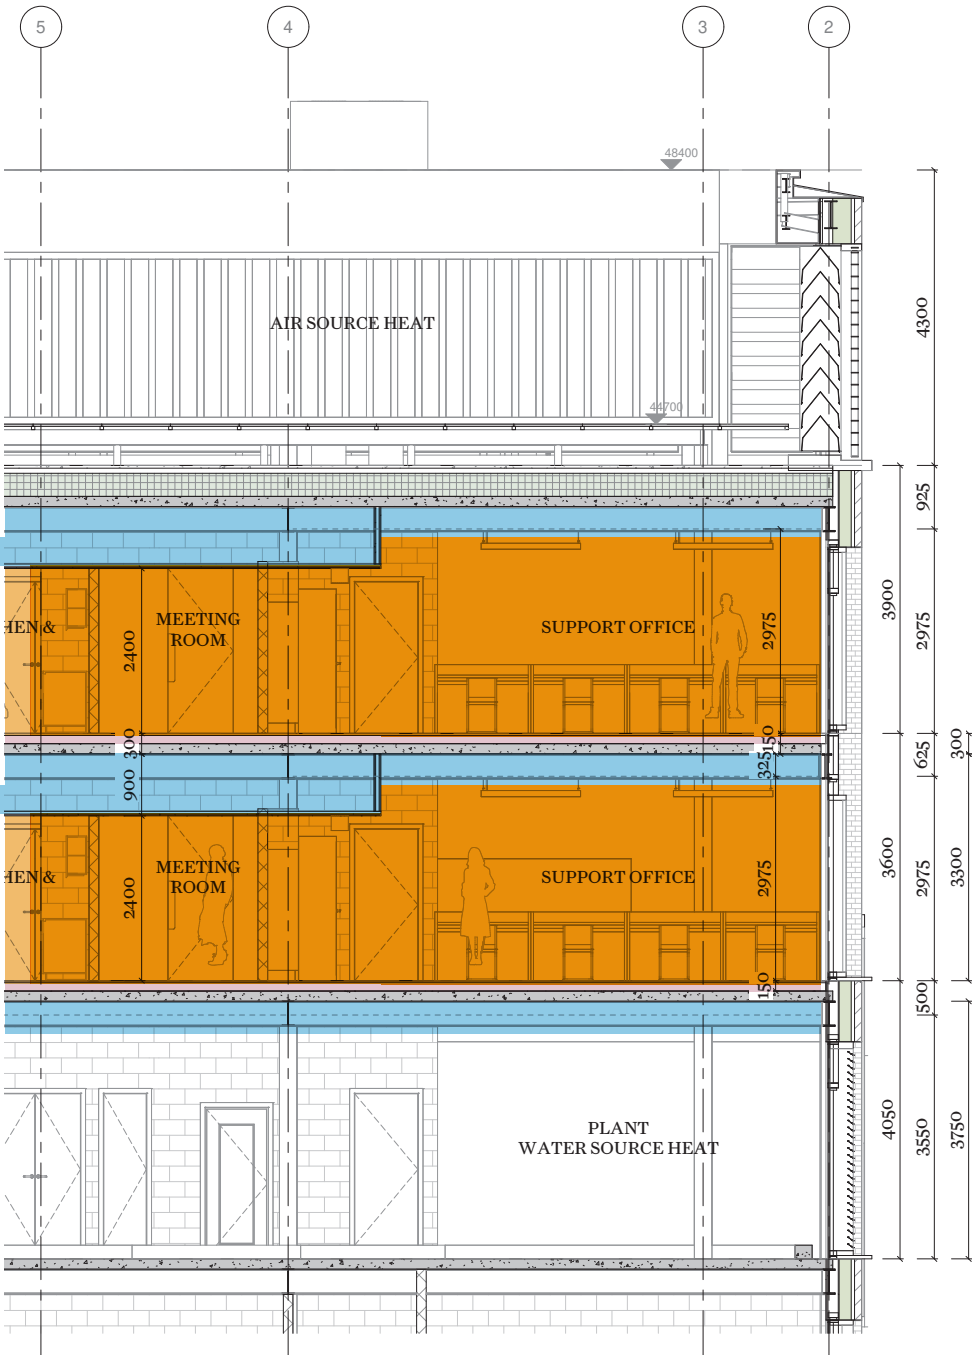 5
4
3
2
48400
4300
AIR SOURCE HEAT
44700
925
3900
HEN &
MEETING
ROOM
SUPPORT OFFICE
2975
2975
2400
300
150
625
300
900
325
3600
HEN &
MEETING
ROOM
SUPPORT OFFICE
2975
2975
3300
2400
150
500
4050
PLANT
WATER SOURCE HEAT
3550
3750